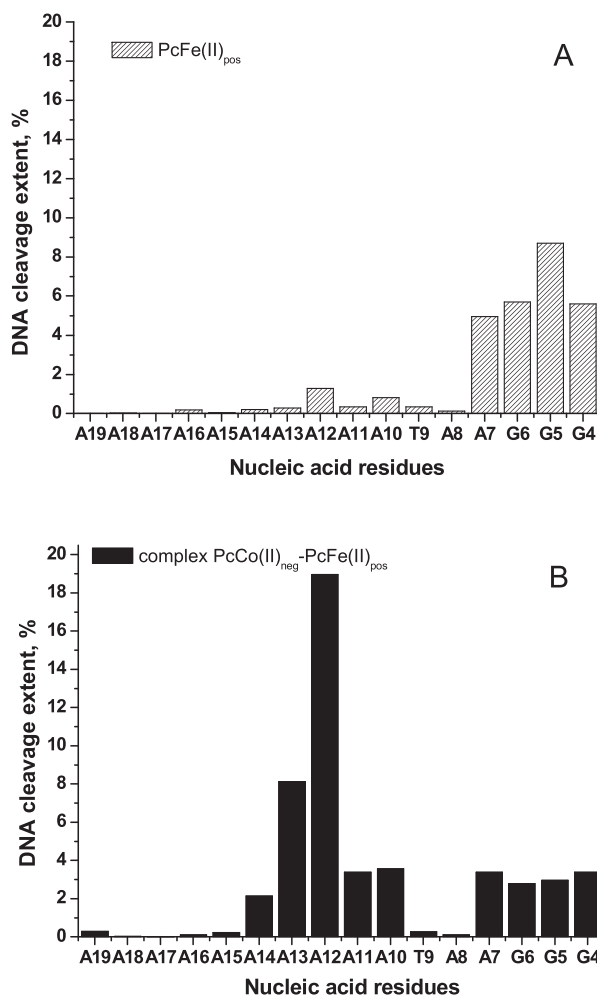 20
PcFe(II)pos
A
18
16
14
12
10
8
6
4
2
0
DNA cleavage extent, %
A19 A18 A17 A16 A15 A14 A13 A12 A11 A10 T9 A8 A7 G6 G5 G4
Nucleic acid residues
20
complex PcCo(II)neg-PcFe(II)pos
B
18
16
14
12
10
8
6
4
2
0
DNA cleavage extent, %
A19 A18 A17 A16 A15 A14 A13 A12 A11 A10 T9 A8 A7 G6 G5 G4
Nucleic acid residues